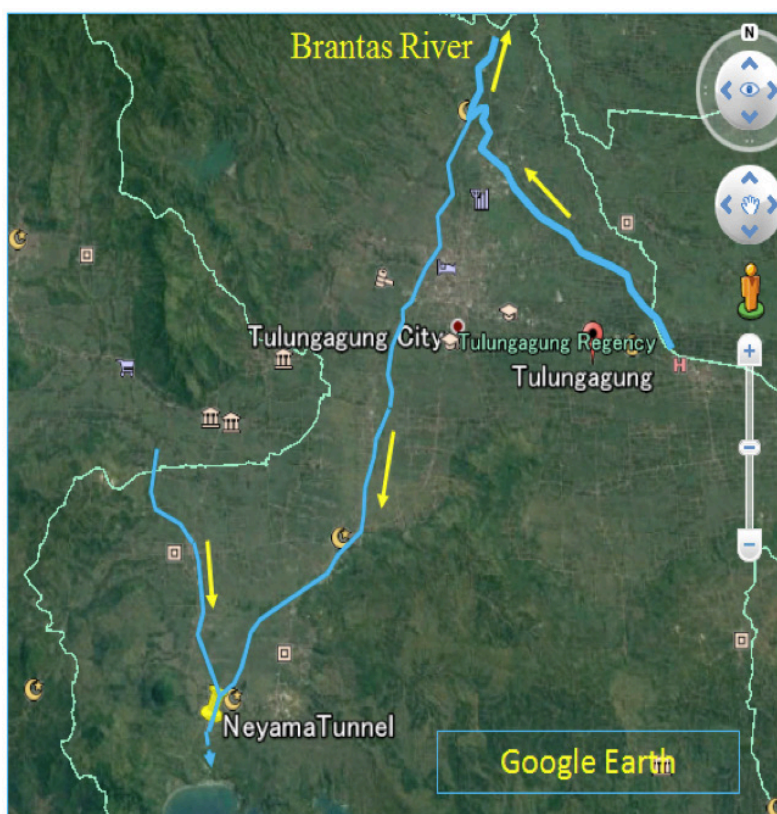 Brantas River
N
Tulungagung City
Tulungagung Regency
H
Tulungagung
NeyamaTunnel
Google Earth